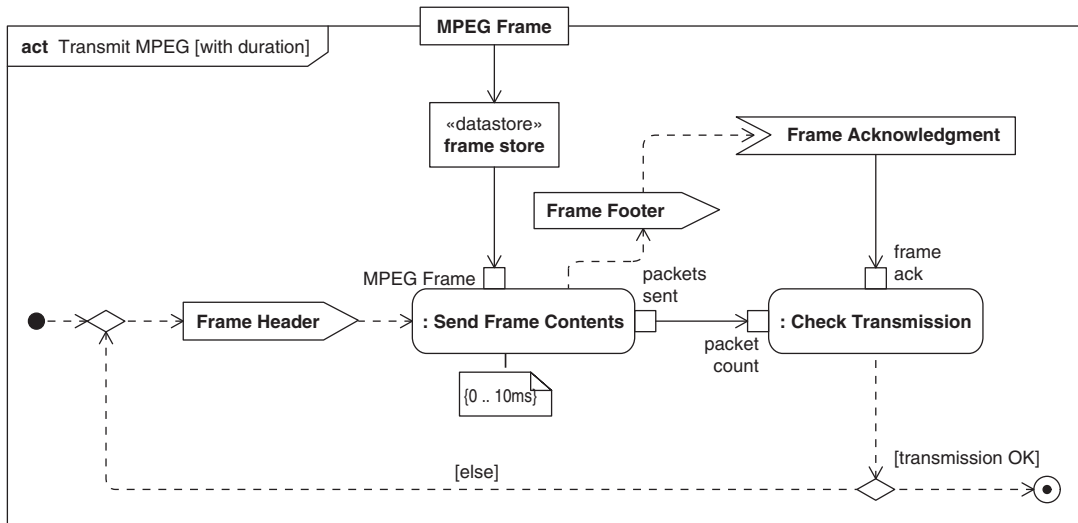 MPEG Frame
act Transmit MPEG [with duration]
«datastore»
frame store
Frame Acknowledgment
Frame Footer
MPEG Frame
packets
sent
frame
ack
Frame Header
: Send Frame Contents
: Check Transmission
packet
count
{0 .. 10ms}
[else]
[transmission OK]